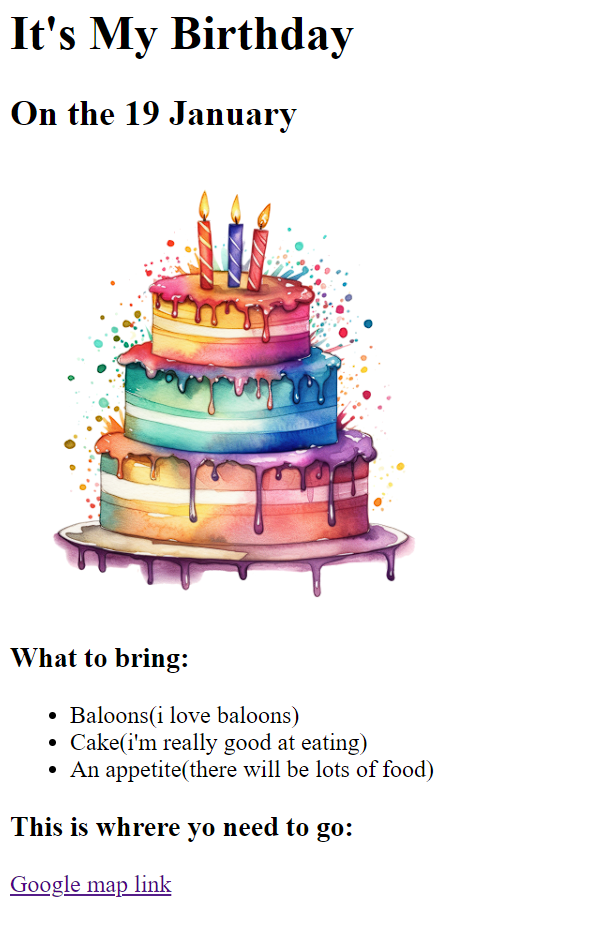 It's My Birthday
On the 19 January
What to bring:
Baloons(i love baloons)
Cake(i'm really good at eating)
An appetite(there will be lots of food)
This is whrere yo need to go:
Google map link